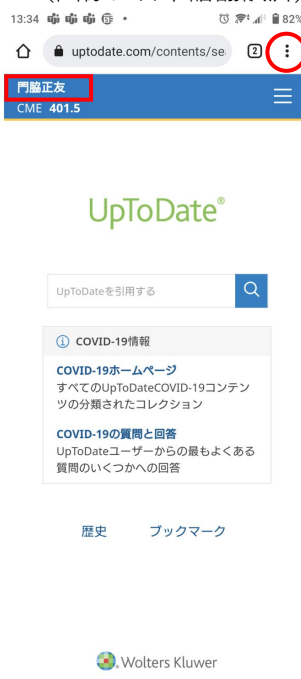 13:34
82%
uptodate.com/contents/se
2
門脇正友
CME 401.5
UpToDate®
UpToDateを引用する
COVID-19情報
COVID-19ホームページ
すべてのUpToDateCOVID-19コンテン
ツの分類されたコレクション
COVID-19の質問と回答
UpToDateユーザーからの最もよくある
質問のいくつかへの回答
歴史 ブックマーク
Wolters Kluwer